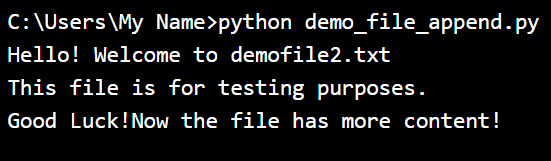 C:\Users\My Name>python demo_file_append.py
Hello! Welcome to demofile2.txt
This file is for testing purposes.
Good Luck!Now the file has more content!